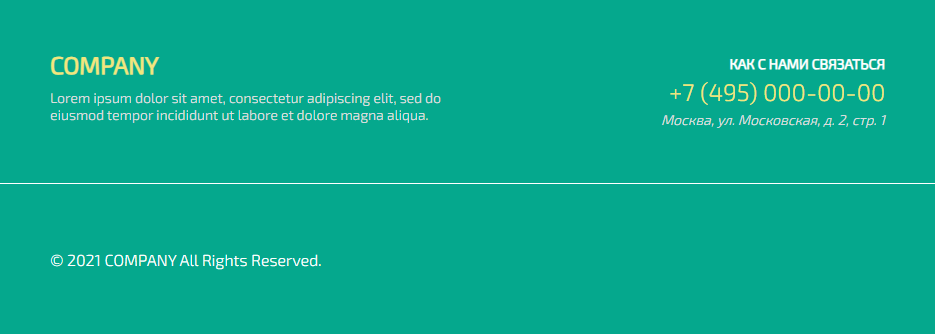 COMPANY
Lorem ipsum dolor sit amet, consectetur adipiscing elit, sed do
eiusmod tempor incididunt ut labore et dolore magna aliqua.
КАК С НАМИ СВЯЗАТЬСЯ
+7 (495) 000-00-00
Москва, ул. Московская, д. 2, стр. 1
© 2021 COMPANY All Rights Reserved.